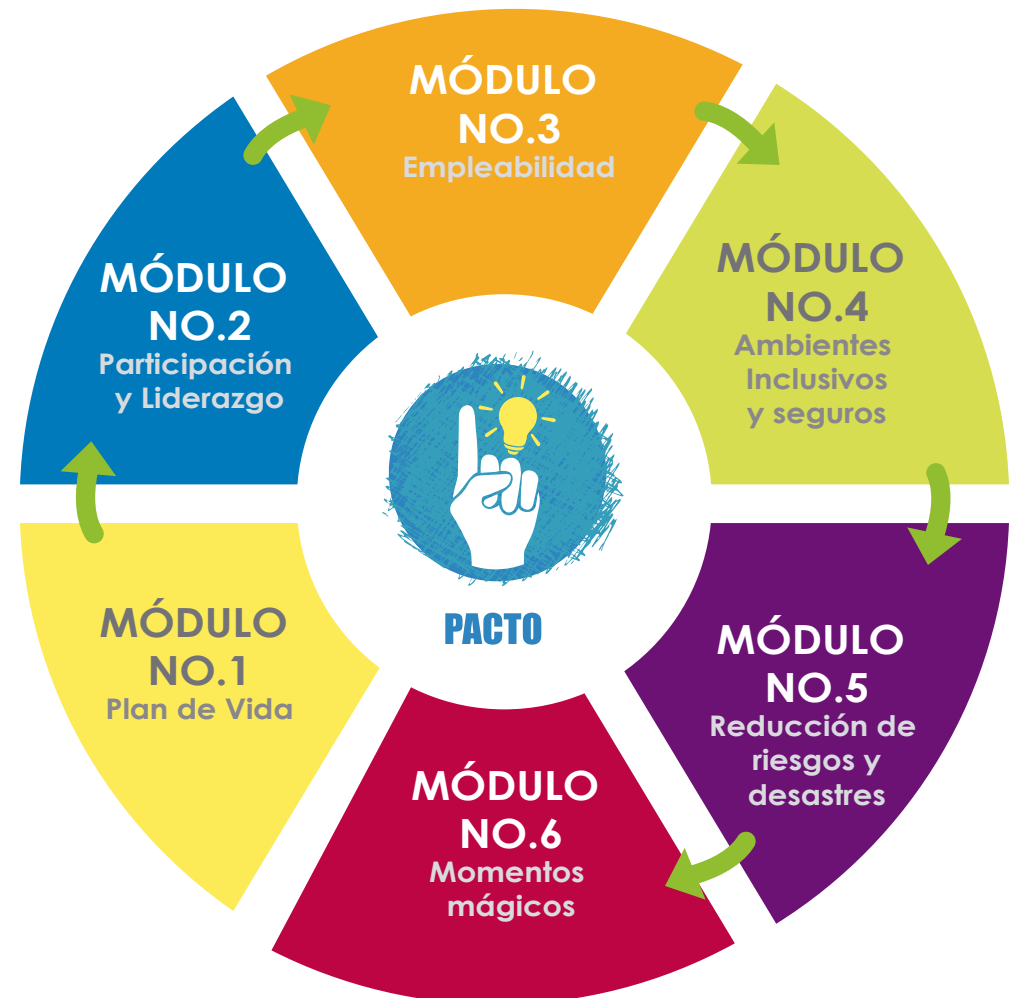 MÓDULO
NO.1
Plan de Vida
MÓDULO
NO.2
Participación
y Liderazgo
MÓDULO
NO.3
Empleabilidad
MÓDULO
NO.4
Ambientes
Inclusivos
y seguros
MÓDULO
NO.5
Reducción de
riesgos y
desastres
MÓDULO
NO.6
Momentos
mágicos
PACTO